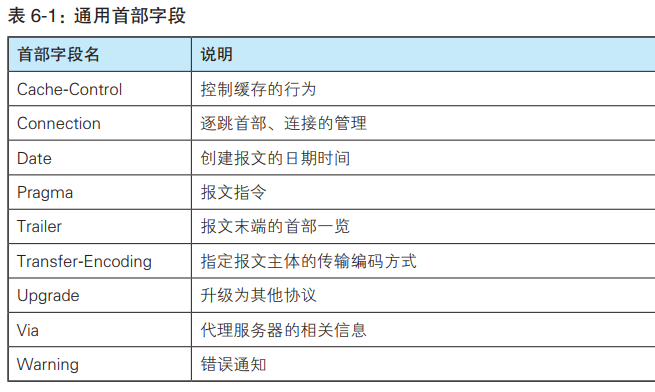 表 6-1：通用首部字段
首部字段名 说明
Cache-Control 控制缓存的行为
Connection 逐跳首部、连接的管理
Date 创建报文的日期时间
Pragma 报文指令
Trailer 报文末端的首部一览
Transfer-Encoding 指定报文主体的传输编码方式
Upgrade 升级为其他协议
Via 代理服务器的相关信息
Warning 错误通知